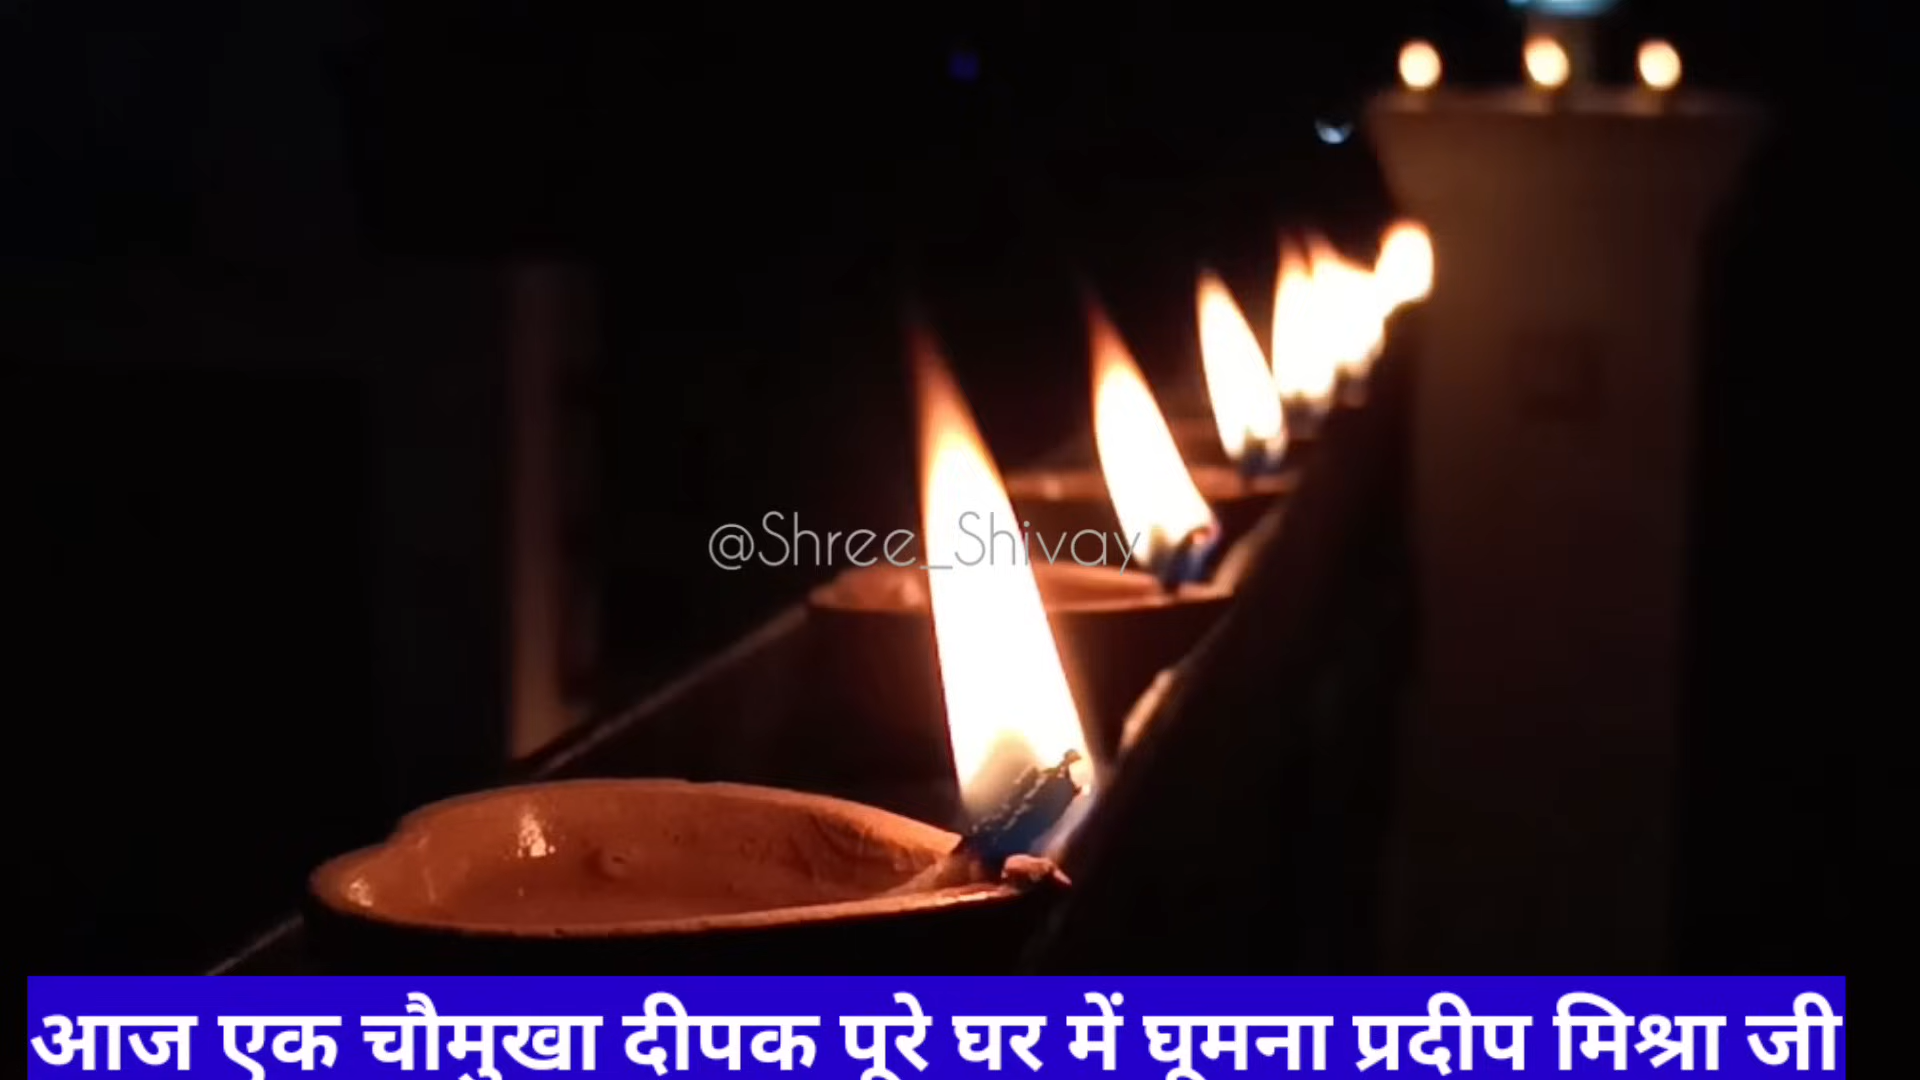 @Shree_Shivay
आज एक चौमुखा दीपक पूरे घर में घूमना प्रदीप मिश्रा जी